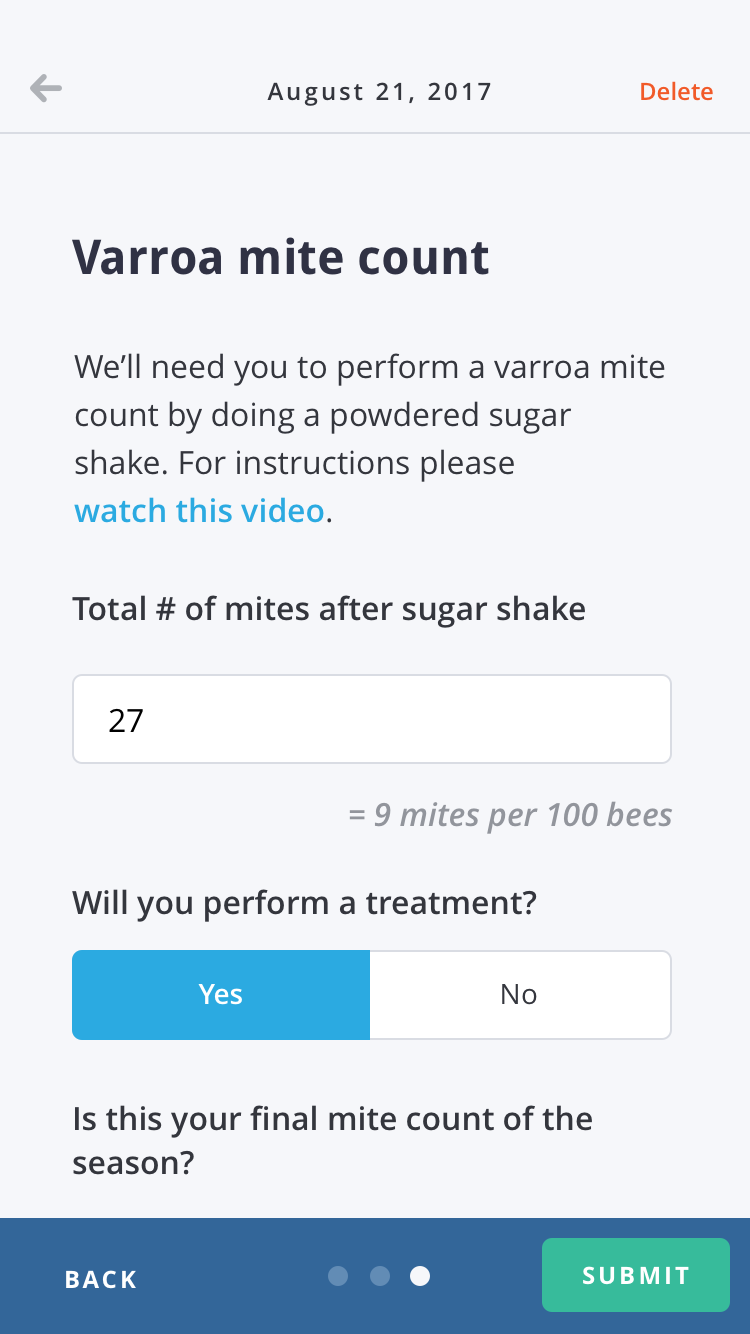 August 21, 2017
Delete
Varroa mite count
We’ll need you to perform a varroa mite
count by doing a powdered sugar
shake. For instructions please
watch this video.
Total # of mites after sugar shake
27
= 9 mites per 100 bees
Will you perform a treatment?
Yes
No
Is this your final mite count of the
season?
BACK
SUBMIT